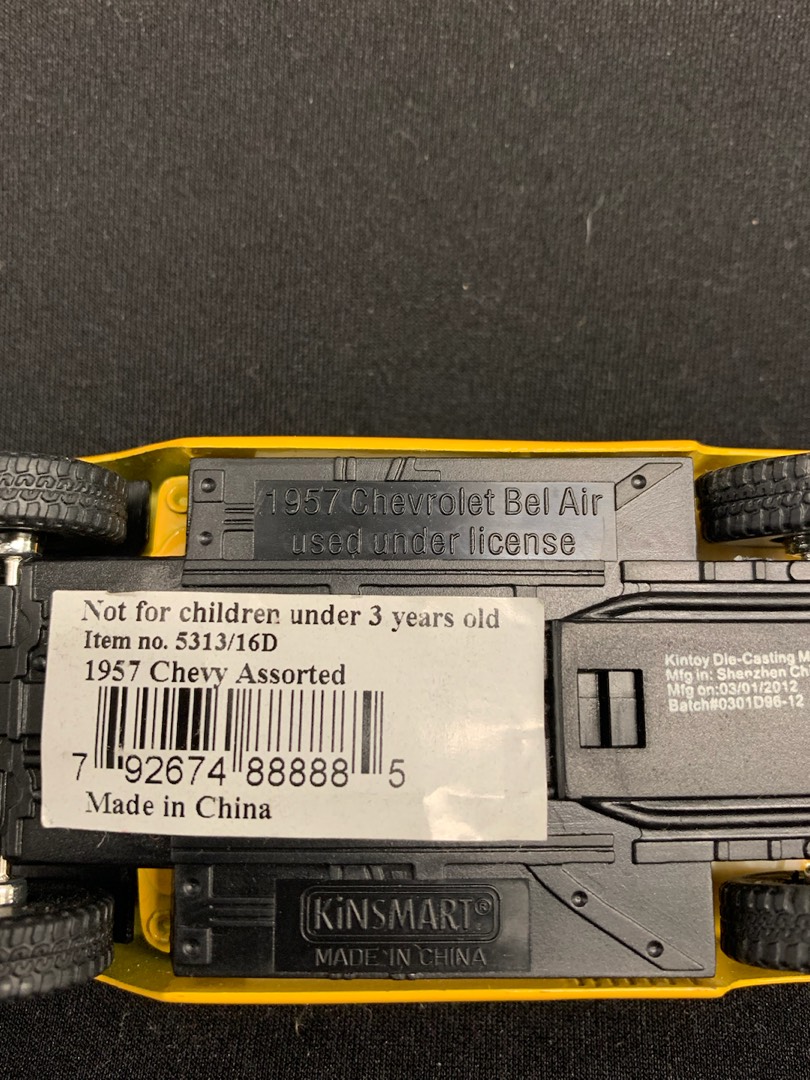 1957 Chevrolet Bel Air
used under license
Not for children under 3 years old
Item no. 5313/16D
1957 Chevy Assorted
7 92674 88888 5
Made in China
Kintoy Die-Casting
Mfg in: Shenzhen
Mfg on:03/01/2012
Batch#0301D96-12
KiNSMART®
MADE IN CHINA